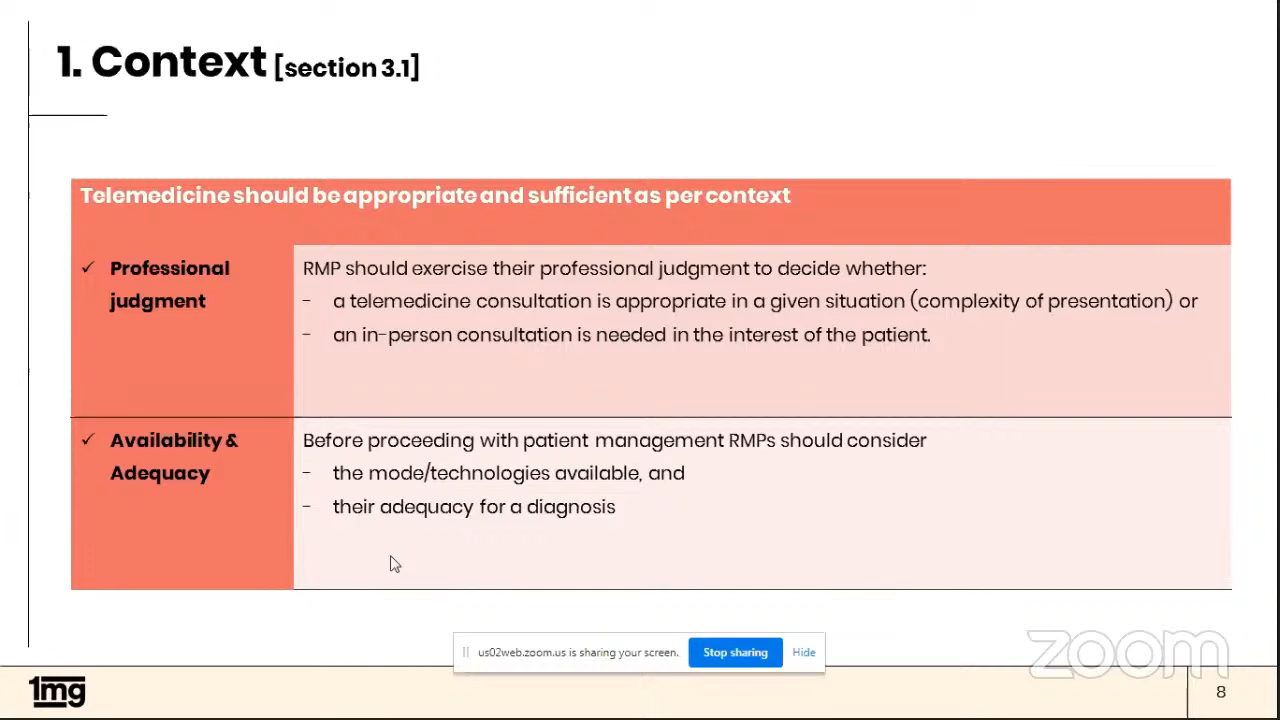 1. Context [section 3.1]
Telemedicine should be appropriate and sufficient as per context
✓ Professional judgment
RMP should exercise their professional judgment to decide whether:
- a telemedicine consultation is appropriate in a given situation (complexity of presentation) or
- an in-person consultation is needed in the interest of the patient.
✓ Availability & Adequacy
Before proceeding with patient management RMPs should consider
- the mode/technologies available, and
- their adequacy for a diagnosis
us02web.zoom.us is sharing your screen. Stop sharing Hide
zoom
1mg
8